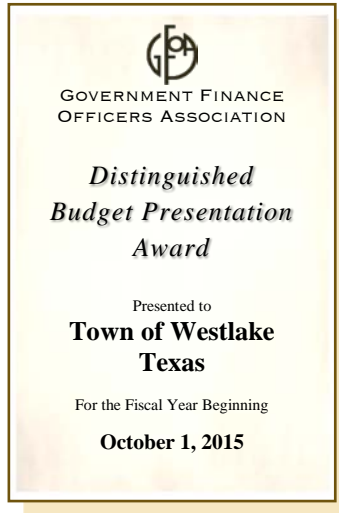 GFOA
GOVERNMENT FINANCE
OFFICERS ASSOCIATION
Distinguished
Budget Presentation
Award
Presented to
Town of Westlake
Texas
For the Fiscal Year Beginning
October 1, 2015